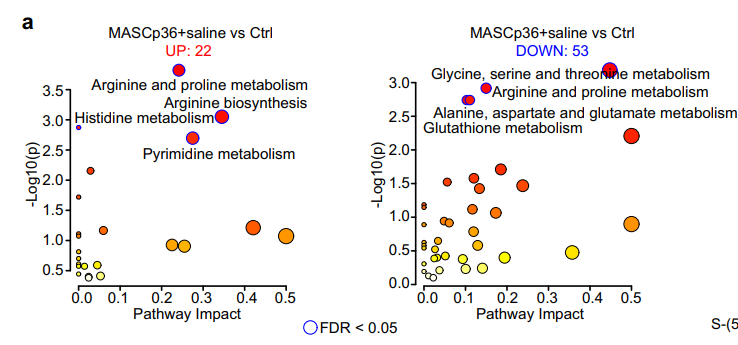 a
MASCp36+saline vs Ctrl
UP: 22
Arginine and proline metabolism
Arginine biosynthesis
Histidine metabolism
Pyrimidine metabolism
-Log10(p)
3.5
3.0
2.5
2.0
1.5
1.0
0.5
0.0 0.1 0.2 0.3 0.4 0.5
Pathway Impact
FDR < 0.05
MASCp36+saline vs Ctrl
DOWN: 53
Glycine, serine and threonine metabolism
Arginine and proline metabolism
Alanine, aspartate and glutamate metabolism
Glutathione metabolism
-Log10(p)
3.0
2.5
2.0
1.5
1.0
0.5
0.0
0.0 0.1 0.2 0.3 0.4 0.5
Pathway Impact
S-(5